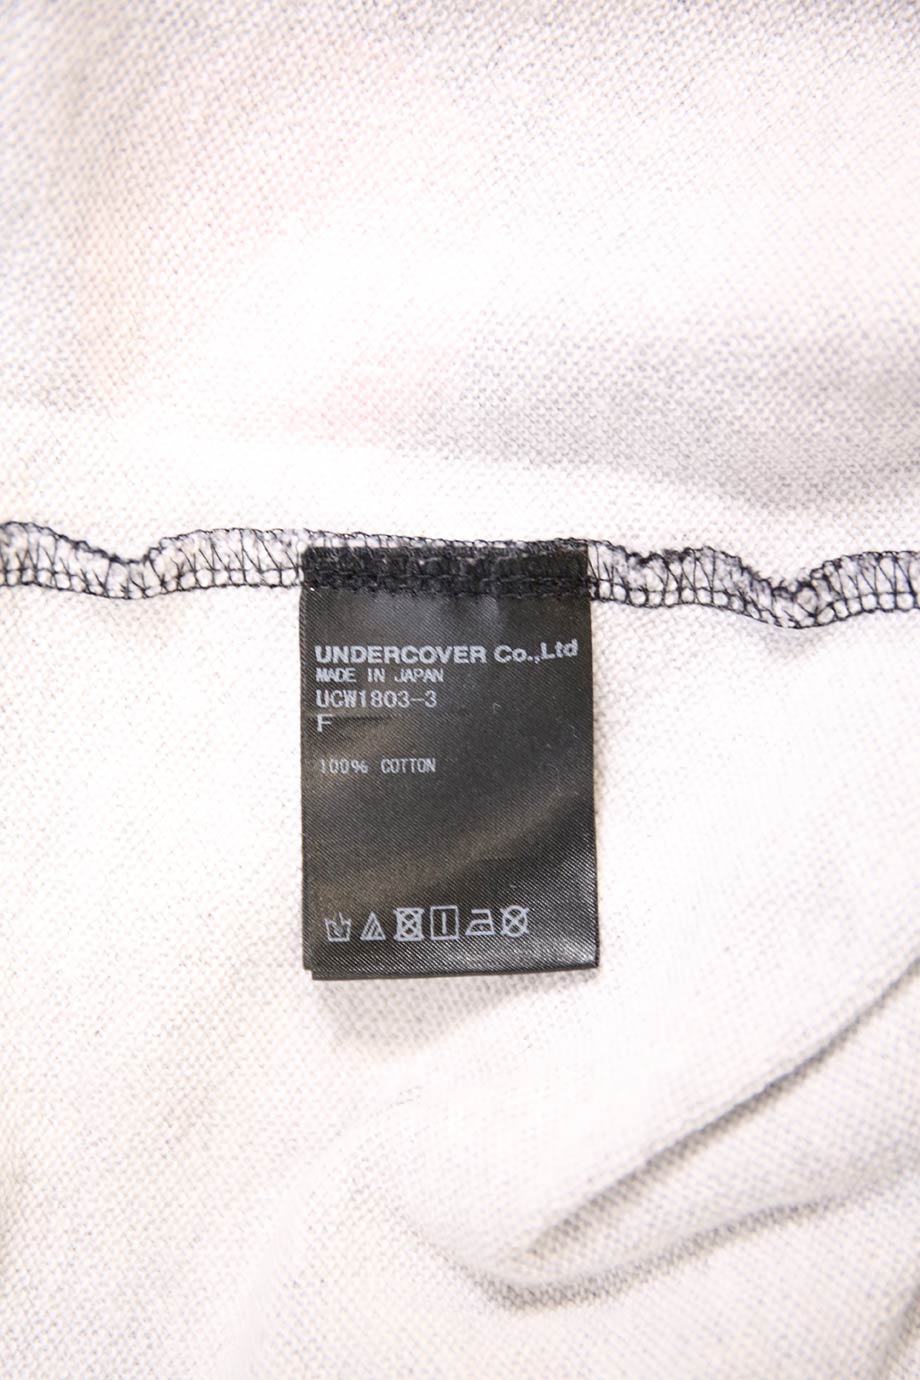 UNDERCOVER Co.,Ltd
MADE IN JAPAN
UCW1803-3
F
100% COTTON